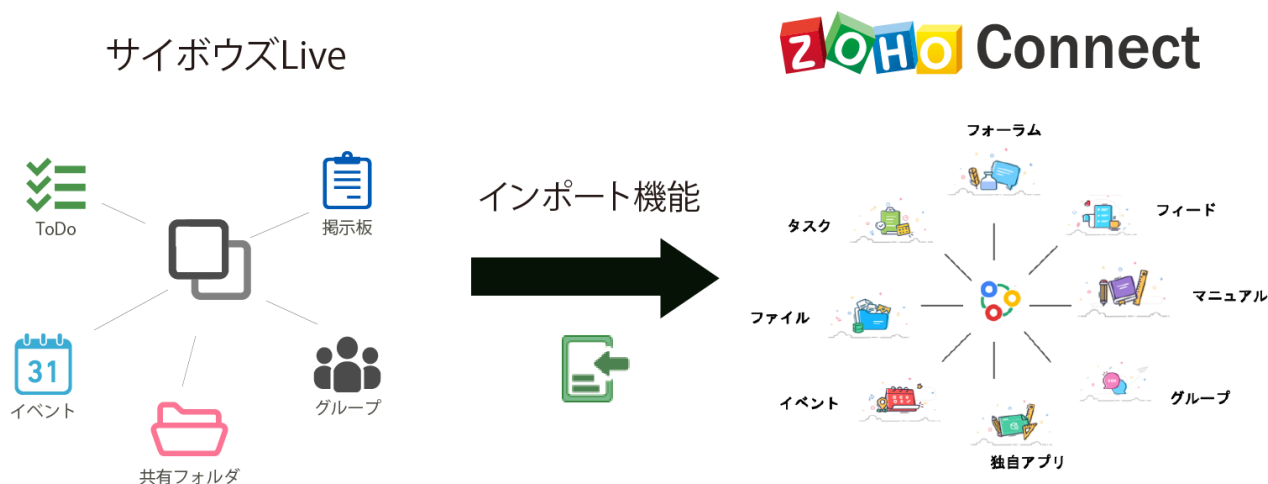 サイボウズLive
ZOHO Connect
ToDo
掲示板
31
イベント
グループ
共有フォルダ
インポート機能
フォーラム
タスク
フィード
ファイル
マニュアル
イベント
グループ
独自アプリ